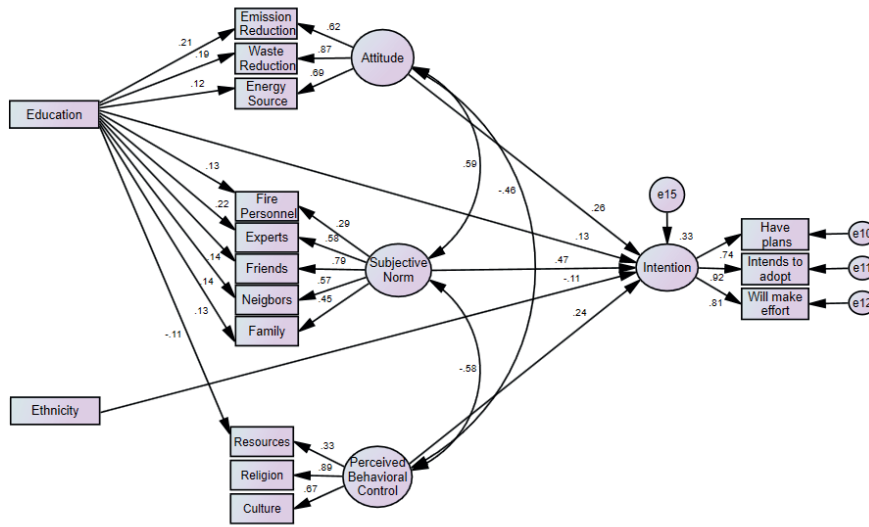 Emission
Reduction
.62
.21
Waste
Reduction
.87
Attitude
.19
.69
Energy
Source
.12
Education
.59
-.46
.13
Fire
Personnel
.29
.26
e15
.22
.33
Have
plans
e10
Experts
.58
.13
.74
.14
Friends
.79
Subjective
Norm
.47
Intention
Intends to
adopt
e11
.57
-.11
.92
.14
Neigbors
.45
.81
Will make
effort
e12
.13
Family
.24
-.11
-.58
Ethnicity
Resources
.33
Perceived
Behavioral
Control
Religion
.89
.67
Culture